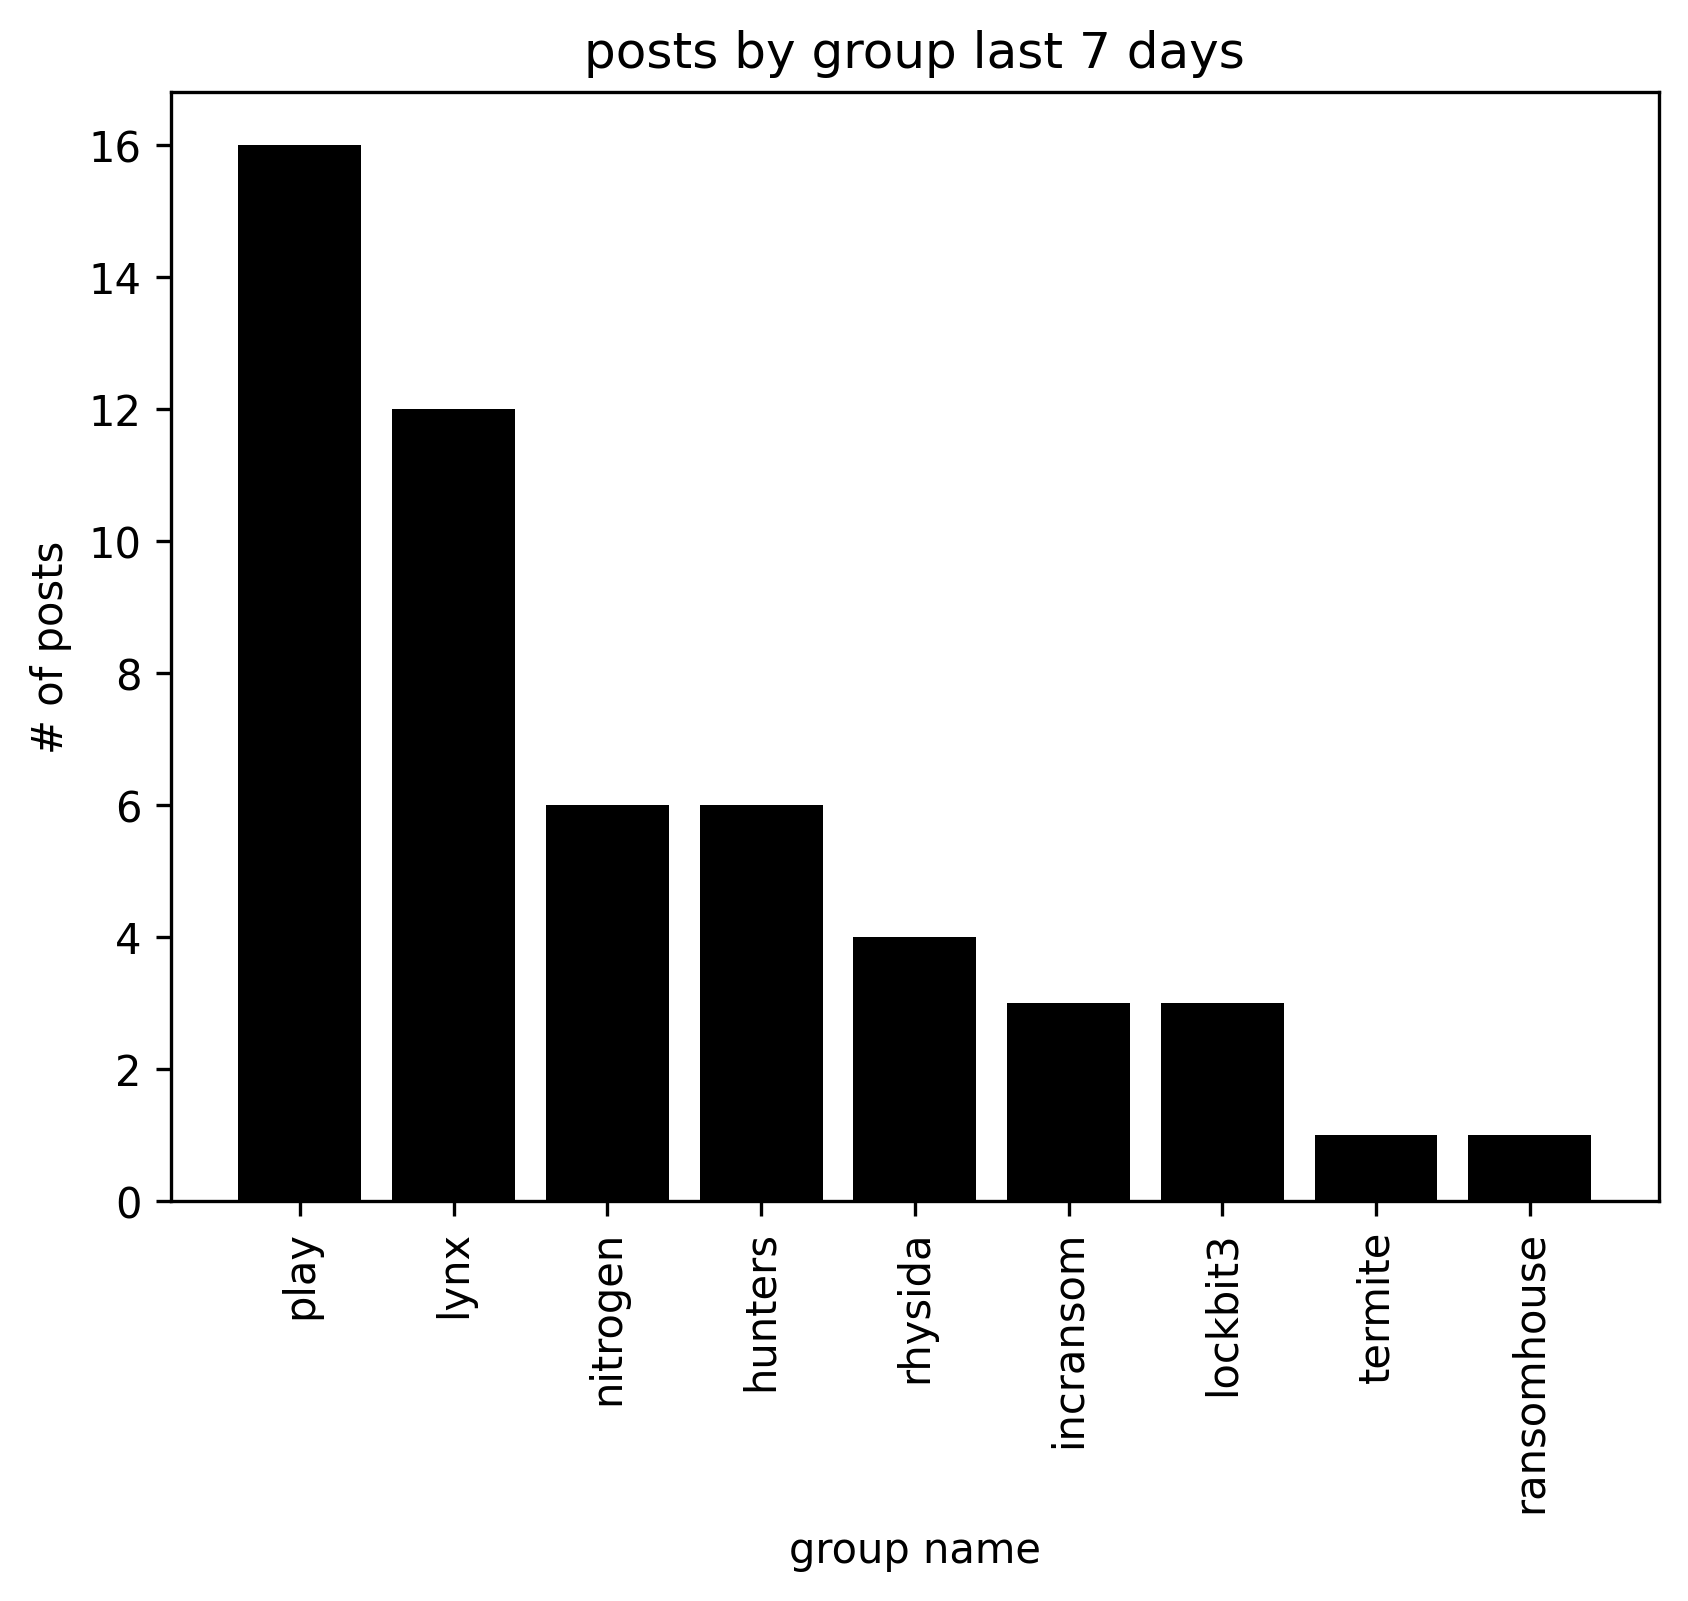 posts by group last 7 days
16
14
12
10
8
6
4
2
0
# of posts
play
lynx
nitrogen
hunters
rhysida
incransom
lockbit3
termite
ransomhouse
group name